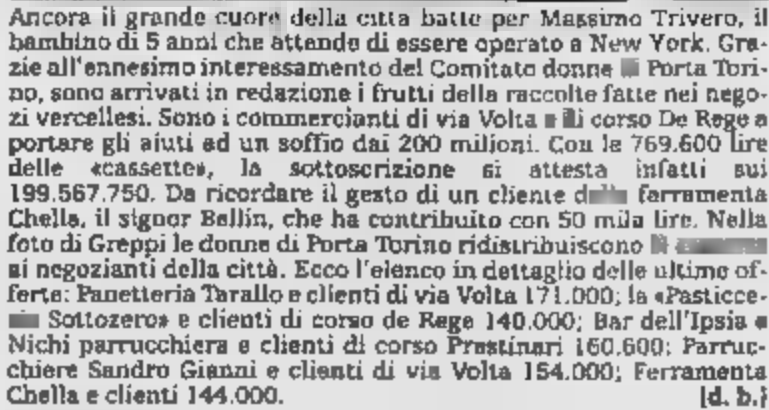 Ancora il grande cuore della citta batte per Massimo Trivero, il
bambino di 5 anni che attende di essere operato a New York. Gra-
zie all'ennesimo interessamento del Comitato donne Porta Tori-
no, sono arrivati in redazione i frutti della raccolte fatte nei nego-
zi vercellesi. Sono i commercianti di via Volta e di corso De Rege a
portare gli aiuti ad un soffio dai 200 milioni. Con le 769.600 lire
delle «cassette», la sottoscrizione si attesta infatti sui
199.567.750. Da ricordare il gesto di un cliente ferramenta
Chella, il signor Bellin, che ha contribuito con 50 mila lire. Nella
foto di Greppi le donne di Porta Torino ridistribuiscono
ai negozianti della città. Ecco l'elenco in dettaglio delle ultime of-
ferte: Panetteria Tarallo e clienti di via Volta 171.000; la «Pasticce-
Sottozero» e clienti di corso de Rege 140.000; Bar dell'Ipsia e
Nichi parrucchiera e clienti di corso Prestinari 160.600; Parruc-
chiere Sandro Gianni e clienti di via Volta 154.000; Ferramenta
Chella e clienti 144.000. [d. b.]